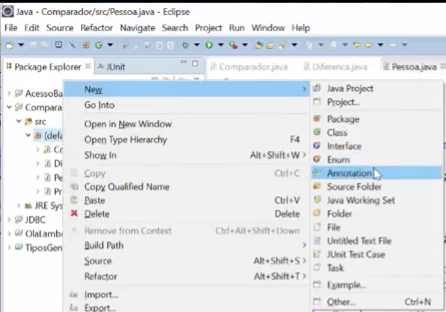 Java - Comparador/src/Pessoa.java - Eclipse
File Edit Source Refactor Navigate Search Project Run Window Help
Package Explorer JUnit Comparador.java Diferenca.java Pessoa.java
AcessoBa
Compara
src
(defa
Co
Di
Pe
Pr
JRE Sys
JDBC
OlaLambd
TiposGen
New
Go Into
Open in New Window
Open Type Hierarchy F4
Show In Alt+Shift+W
Copy Ctrl+C
Copy Qualified Name
Paste Ctrl+V
Delete Delete
Remove from Context Ctrl+Alt+Shift+Down
Build Path
Source Alt+Shift+S
Refactor Alt+Shift+T
Import...
Export...
Java Project
Project...
Package
Class
Interface
Enum
Annotation
Source Folder
Java Working Set
Folder
File
Untitled Text File
JUnit Test Case
Task
Example...
Other... Ctrl+N